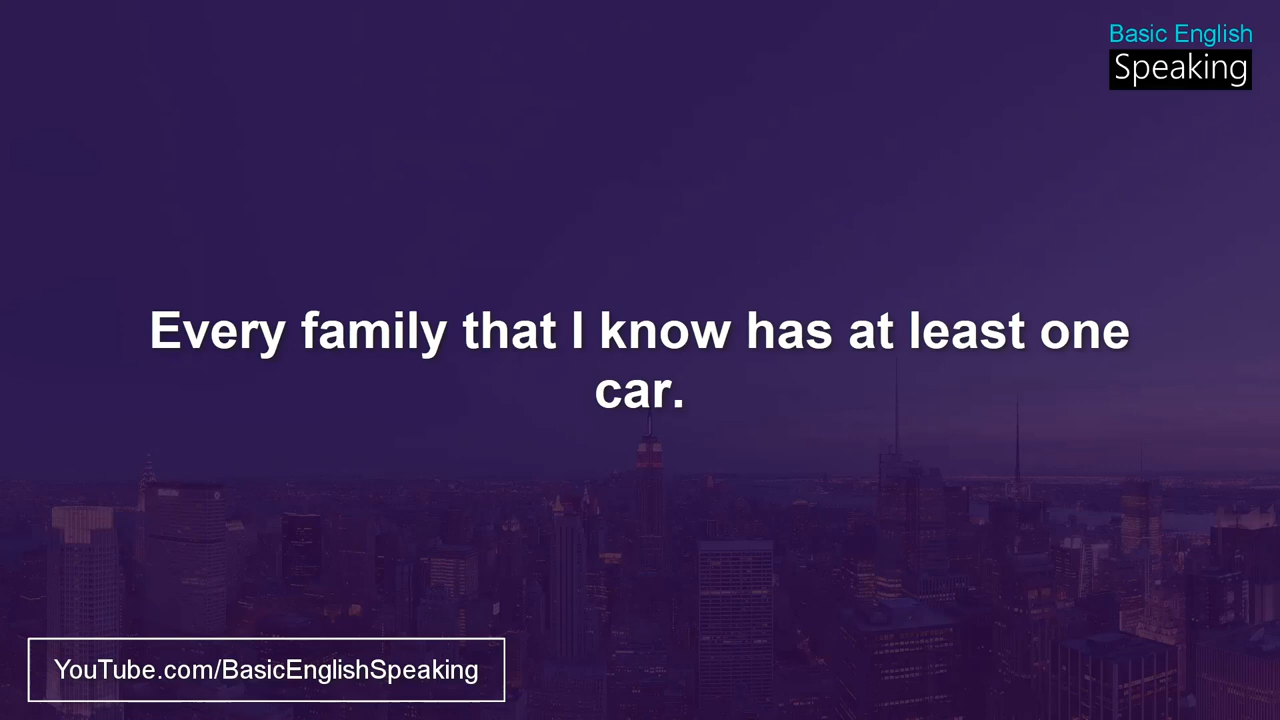 Basic English
Speaking
Every family that I know has at least one
car.
YouTube.com/BasicEnglishSpeaking